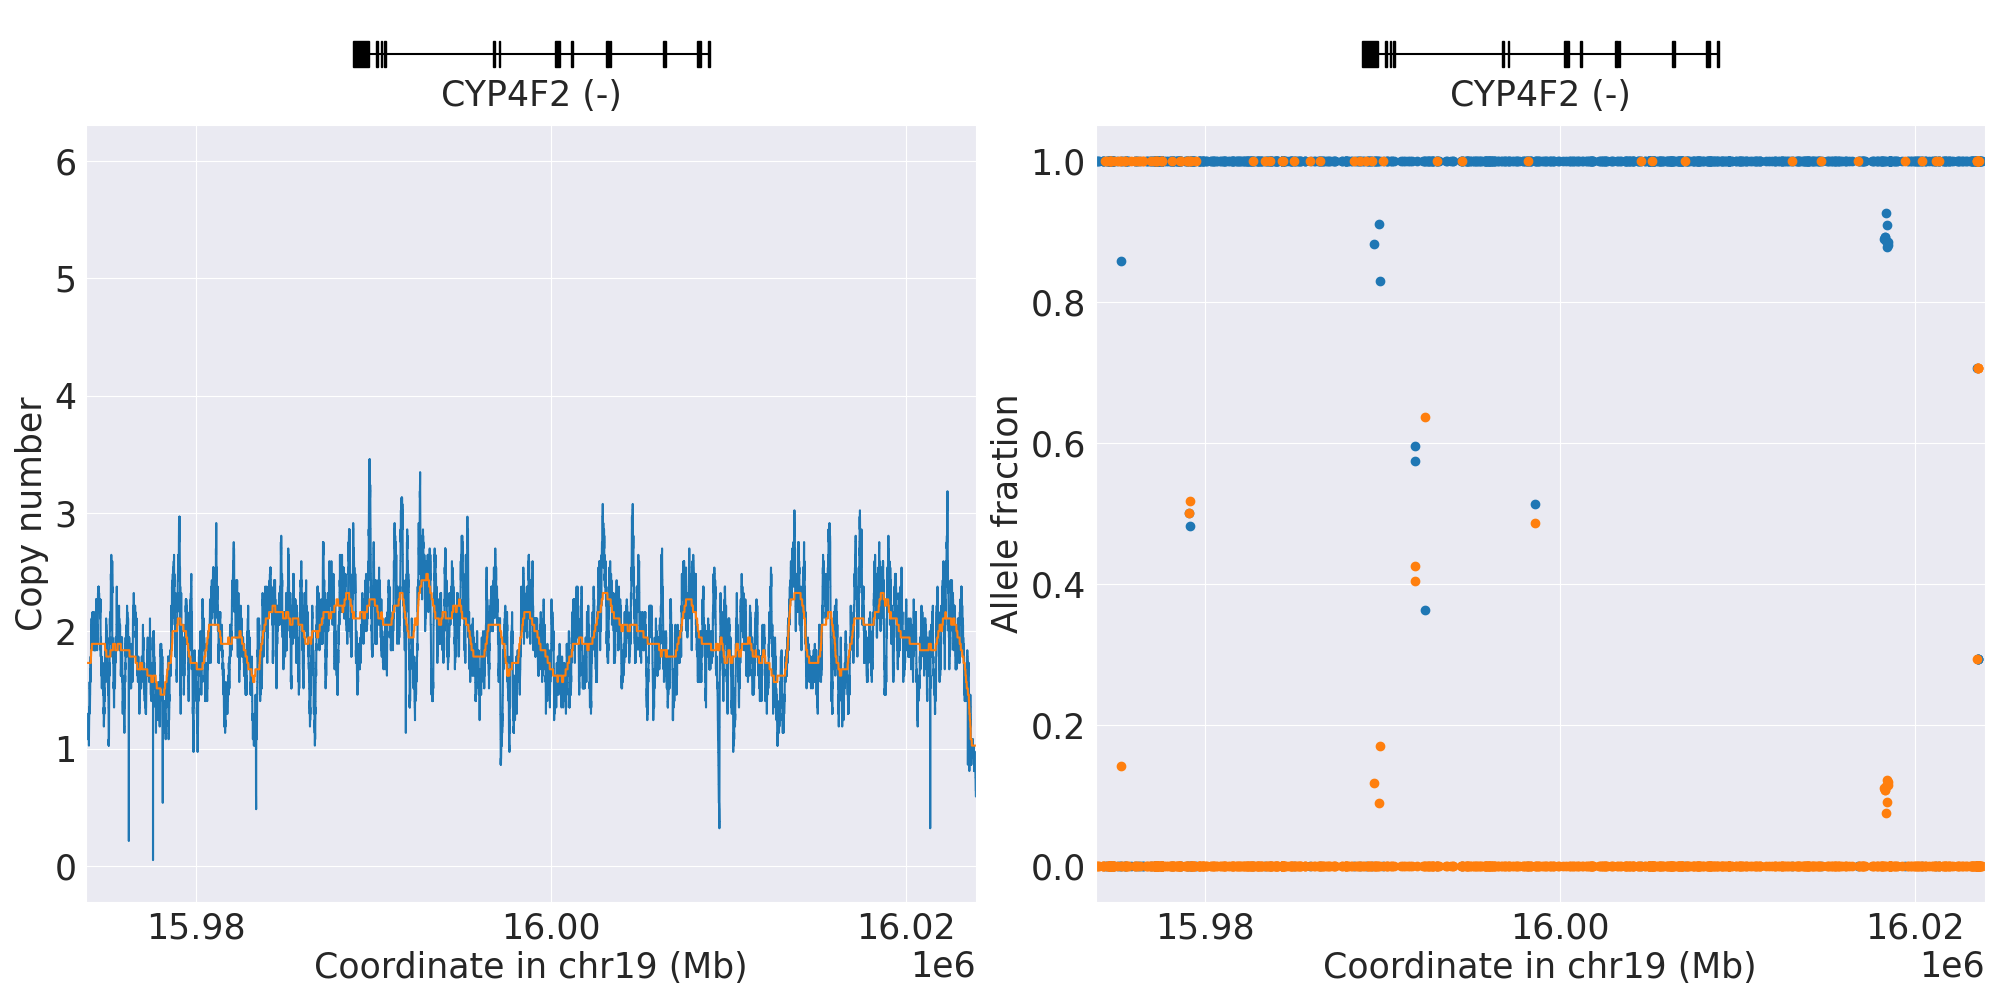 CYP4F2 (-)
6
5
4
3
2
1
0
Copy number
15.98
16.00
16.02
Coordinate in chr19 (Mb)
1e6
CYP4F2 (-)
1.0
0.8
0.6
0.4
0.2
0.0
Allele fraction
15.98
16.00
16.02
Coordinate in chr19 (Mb)
1e6